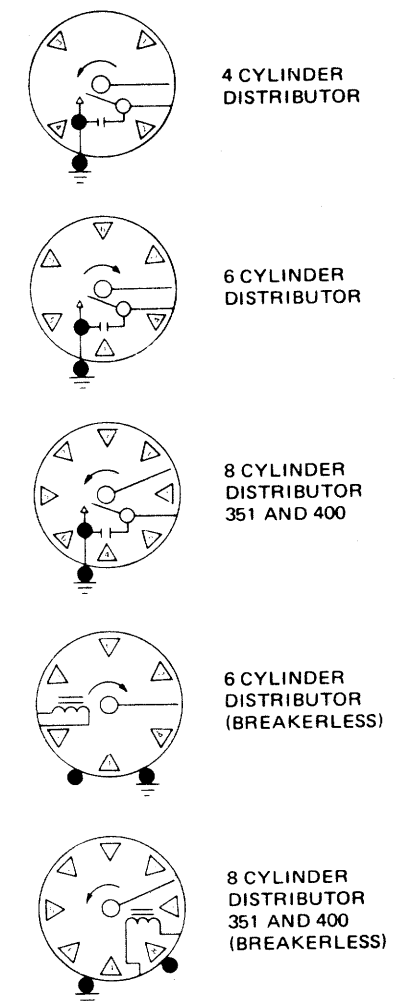 4 CYLINDER
DISTRIBUTOR
6 CYLINDER
DISTRIBUTOR
8 CYLINDER
DISTRIBUTOR
351 AND 400
6 CYLINDER
DISTRIBUTOR
(BREAKERLESS)
8 CYLINDER
DISTRIBUTOR
351 AND 400
(BREAKERLESS)